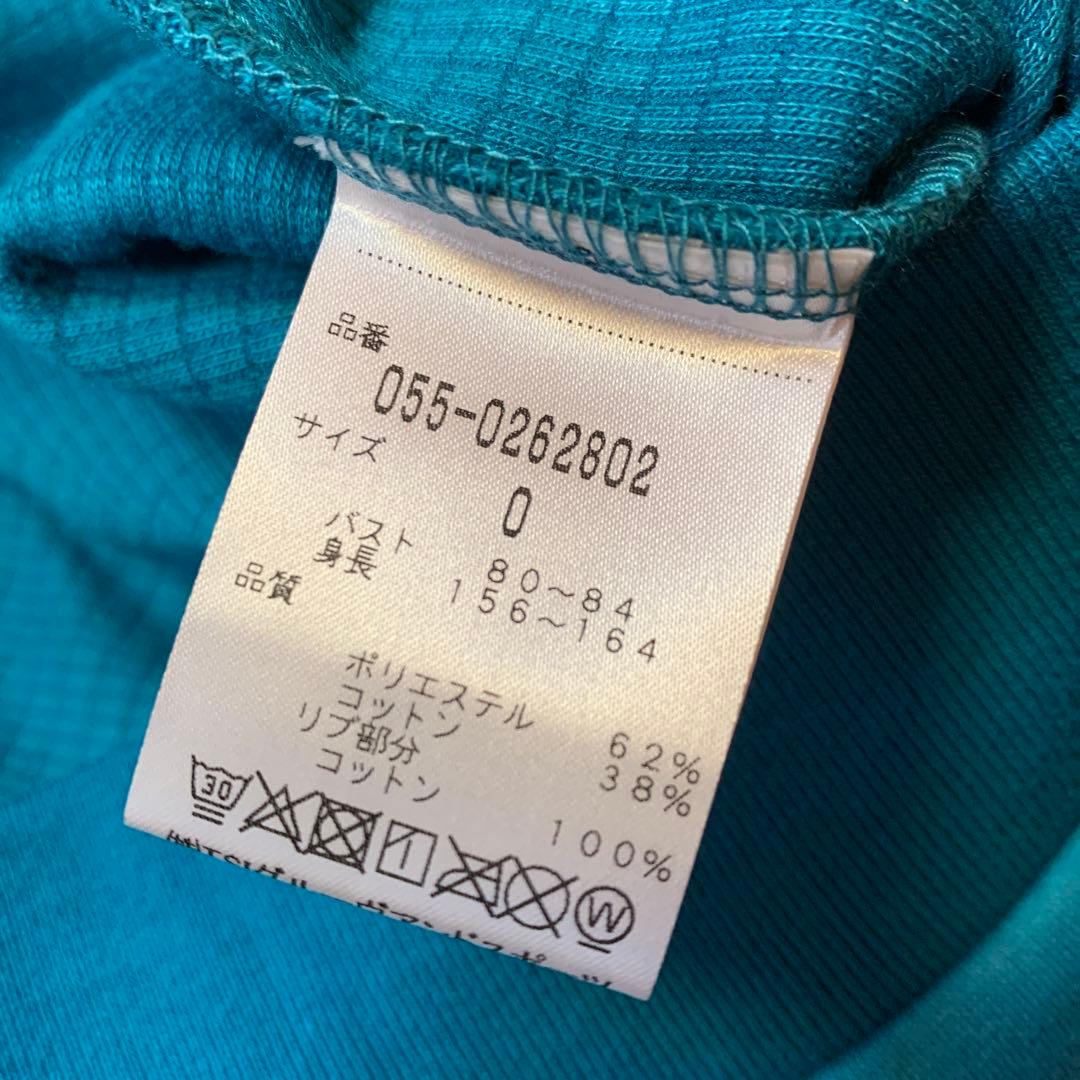 品番
055-0262802
サイズ
0
バスト 80～84
身長 156～164
品質
ポリエステル 62%
コットン 38%
リブ部分
コットン 100%
30
W